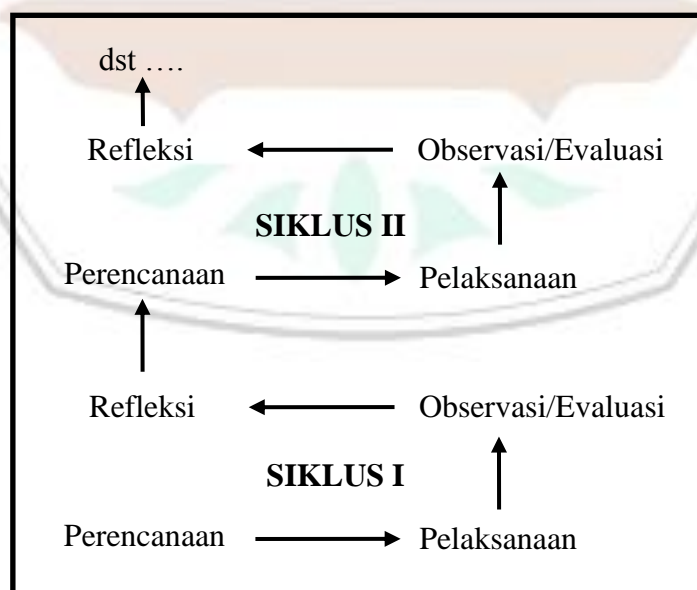 dst ….
Refleksi Observasi/Evaluasi
SIKLUS II
Perencanaan Pelaksanaan
Refleksi Observasi/Evaluasi
SIKLUS I
Perencanaan Pelaksanaan